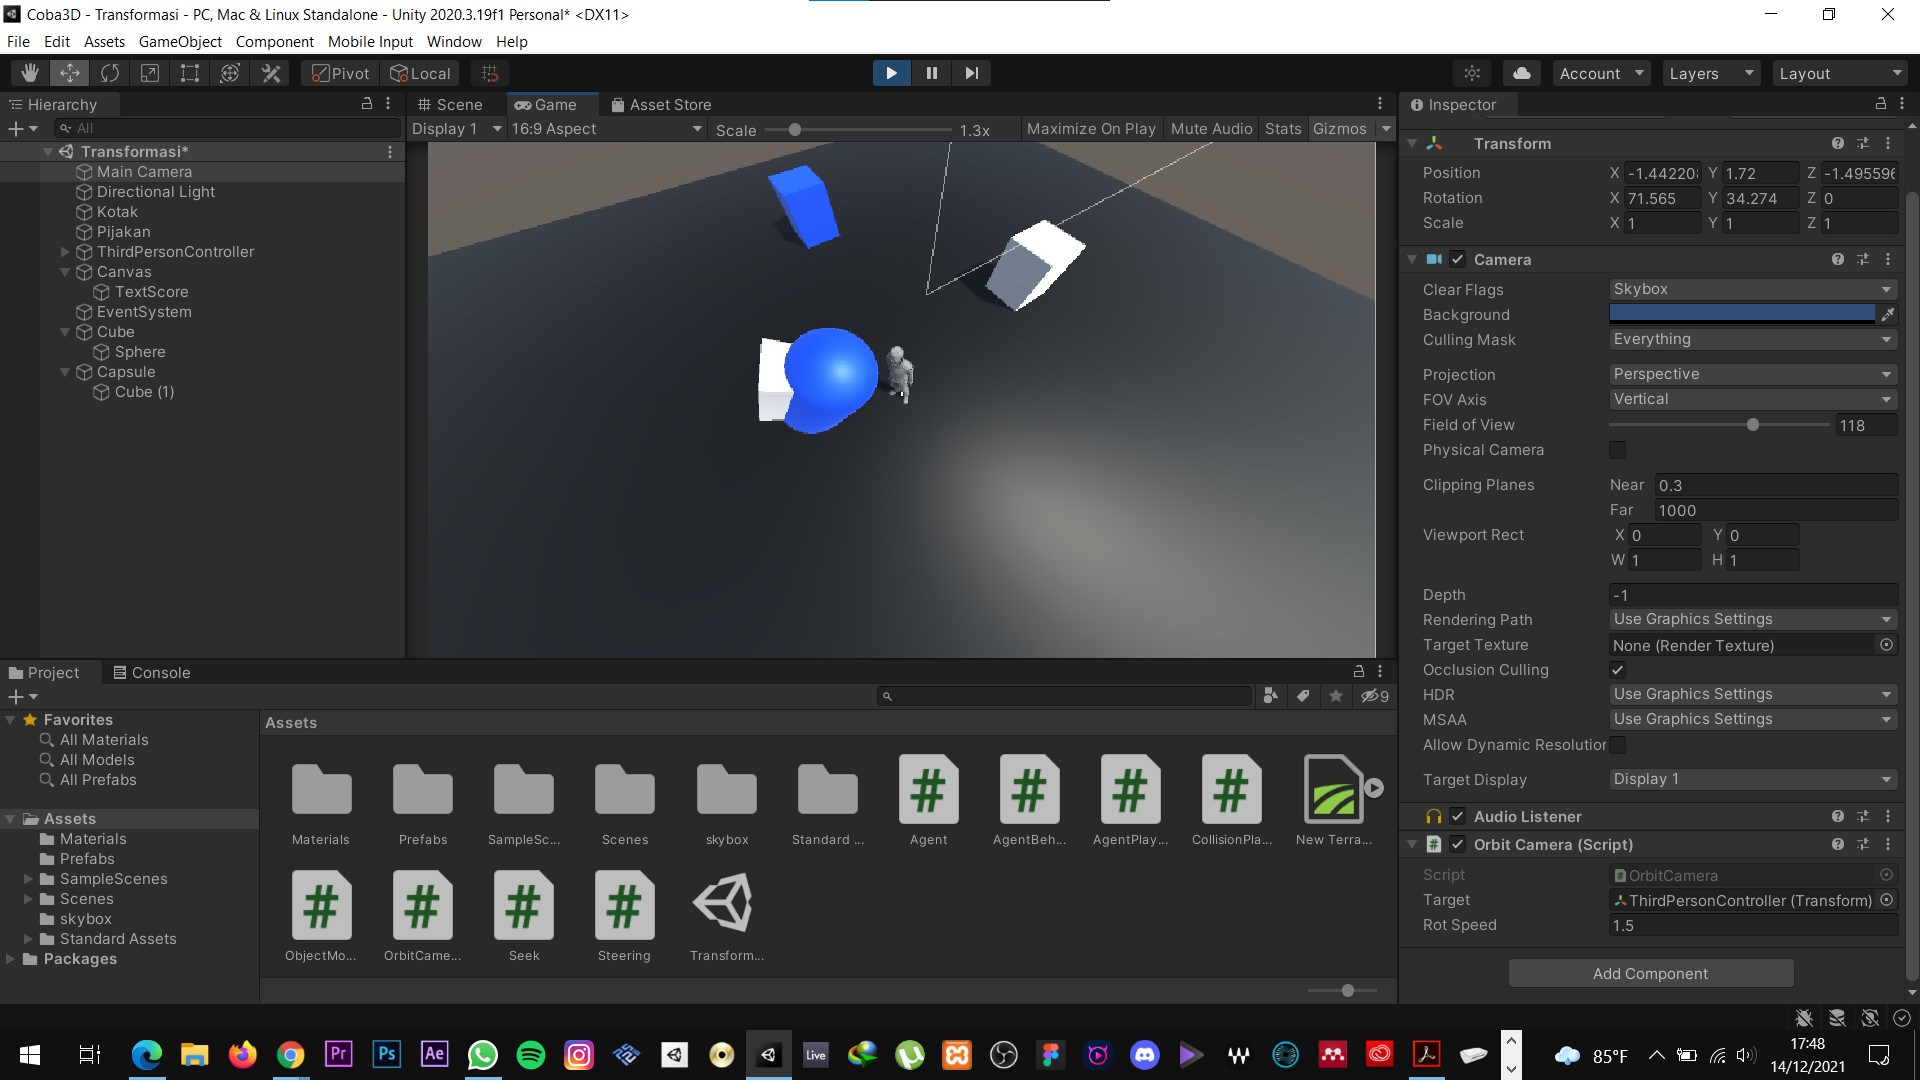 Coba3D - Transformasi - PC, Mac & Linux Standalone - Unity 2020.3.19f1 Personal* <DX11>
File Edit Assets GameObject Component Mobile Input Window Help
Pivot Local Account Layers Layout
Hierarchy
All
Transformasi*
Main Camera
Directional Light
Kotak
Pijakan
ThirdPersonController
Canvas
TextScore
EventSystem
Cube
Sphere
Capsule
Cube (1)
Scene Game Asset Store
Display 1 16:9 Aspect Scale 1.3x Maximize On Play Mute Audio Stats Gizmos
Inspector
Transform
Position X -1.44220 Y 1.72 Z -1.495596
Rotation X 71.565 Y 34.274 Z 0
Scale X 1 Y 1 Z 1
Camera
Clear Flags Skybox
Background
Culling Mask Everything
Projection Perspective
FOV Axis Vertical
Field of View 118
Physical Camera
Clipping Planes Near 0.3
Far 1000
Viewport Rect X 0 Y 0
W 1 H 1
Depth -1
Rendering Path Use Graphics Settings
Target Texture None (Render Texture)
Occlusion Culling
HDR Use Graphics Settings
MSAA Use Graphics Settings
Allow Dynamic Resolution
Target Display Display 1
Audio Listener
Orbit Camera (Script)
Script OrbitCamera
Target ThirdPersonController (Transform)
Rot Speed 1.5
Add Component
Project Console
9
Favorites
All Materials
All Models
All Prefabs
Assets
Materials
Prefabs
SampleScenes
Scenes
skybox
Standard Assets
Packages
Assets
Materials Prefabs SampleSc... Scenes skybox Standard ... Agent AgentBeh... AgentPlay... CollisionPla... New Terra...
ObjectMo... OrbitCame... Seek Steering Transform...
Pr Ps Ae Live
85°F
17:48
14/12/2021